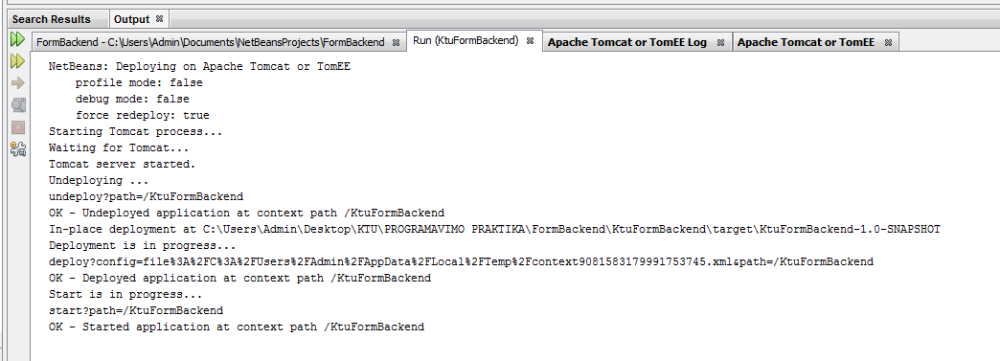 Search Results
Output
FormBackend - C:\Users\Admin\Documents\NetBeansProjects\FormBackend
Run (KtuFormBackend)
Apache Tomcat or TomEE Log
Apache Tomcat or TomEE
NetBeans: Deploying on Apache Tomcat or TomEE
profile mode: false
debug mode: false
force redeploy: true
Starting Tomcat process...
Waiting for Tomcat...
Tomcat server started.
Undeploying ...
undeploy?path=/KtuFormBackend
OK - Undeployed application at context path /KtuFormBackend
In-place deployment at C:\Users\Admin\Desktop\KTU\PROGRAMAVIMO PRAKTIKA\FormBackend\KtuFormBackend\target\KtuFormBackend-1.0-SNAPSHOT
Deployment is in progress...
deploy?config=file%3A%2FC%3A%2FUsers%2FAdmin%2FAppData%2FLocal%2FTemp%2Fcontext9081583179991753745.xml&path=/KtuFormBackend
OK - Deployed application at context path /KtuFormBackend
Start is in progress...
start?path=/KtuFormBackend
OK - Started application at context path /KtuFormBackend